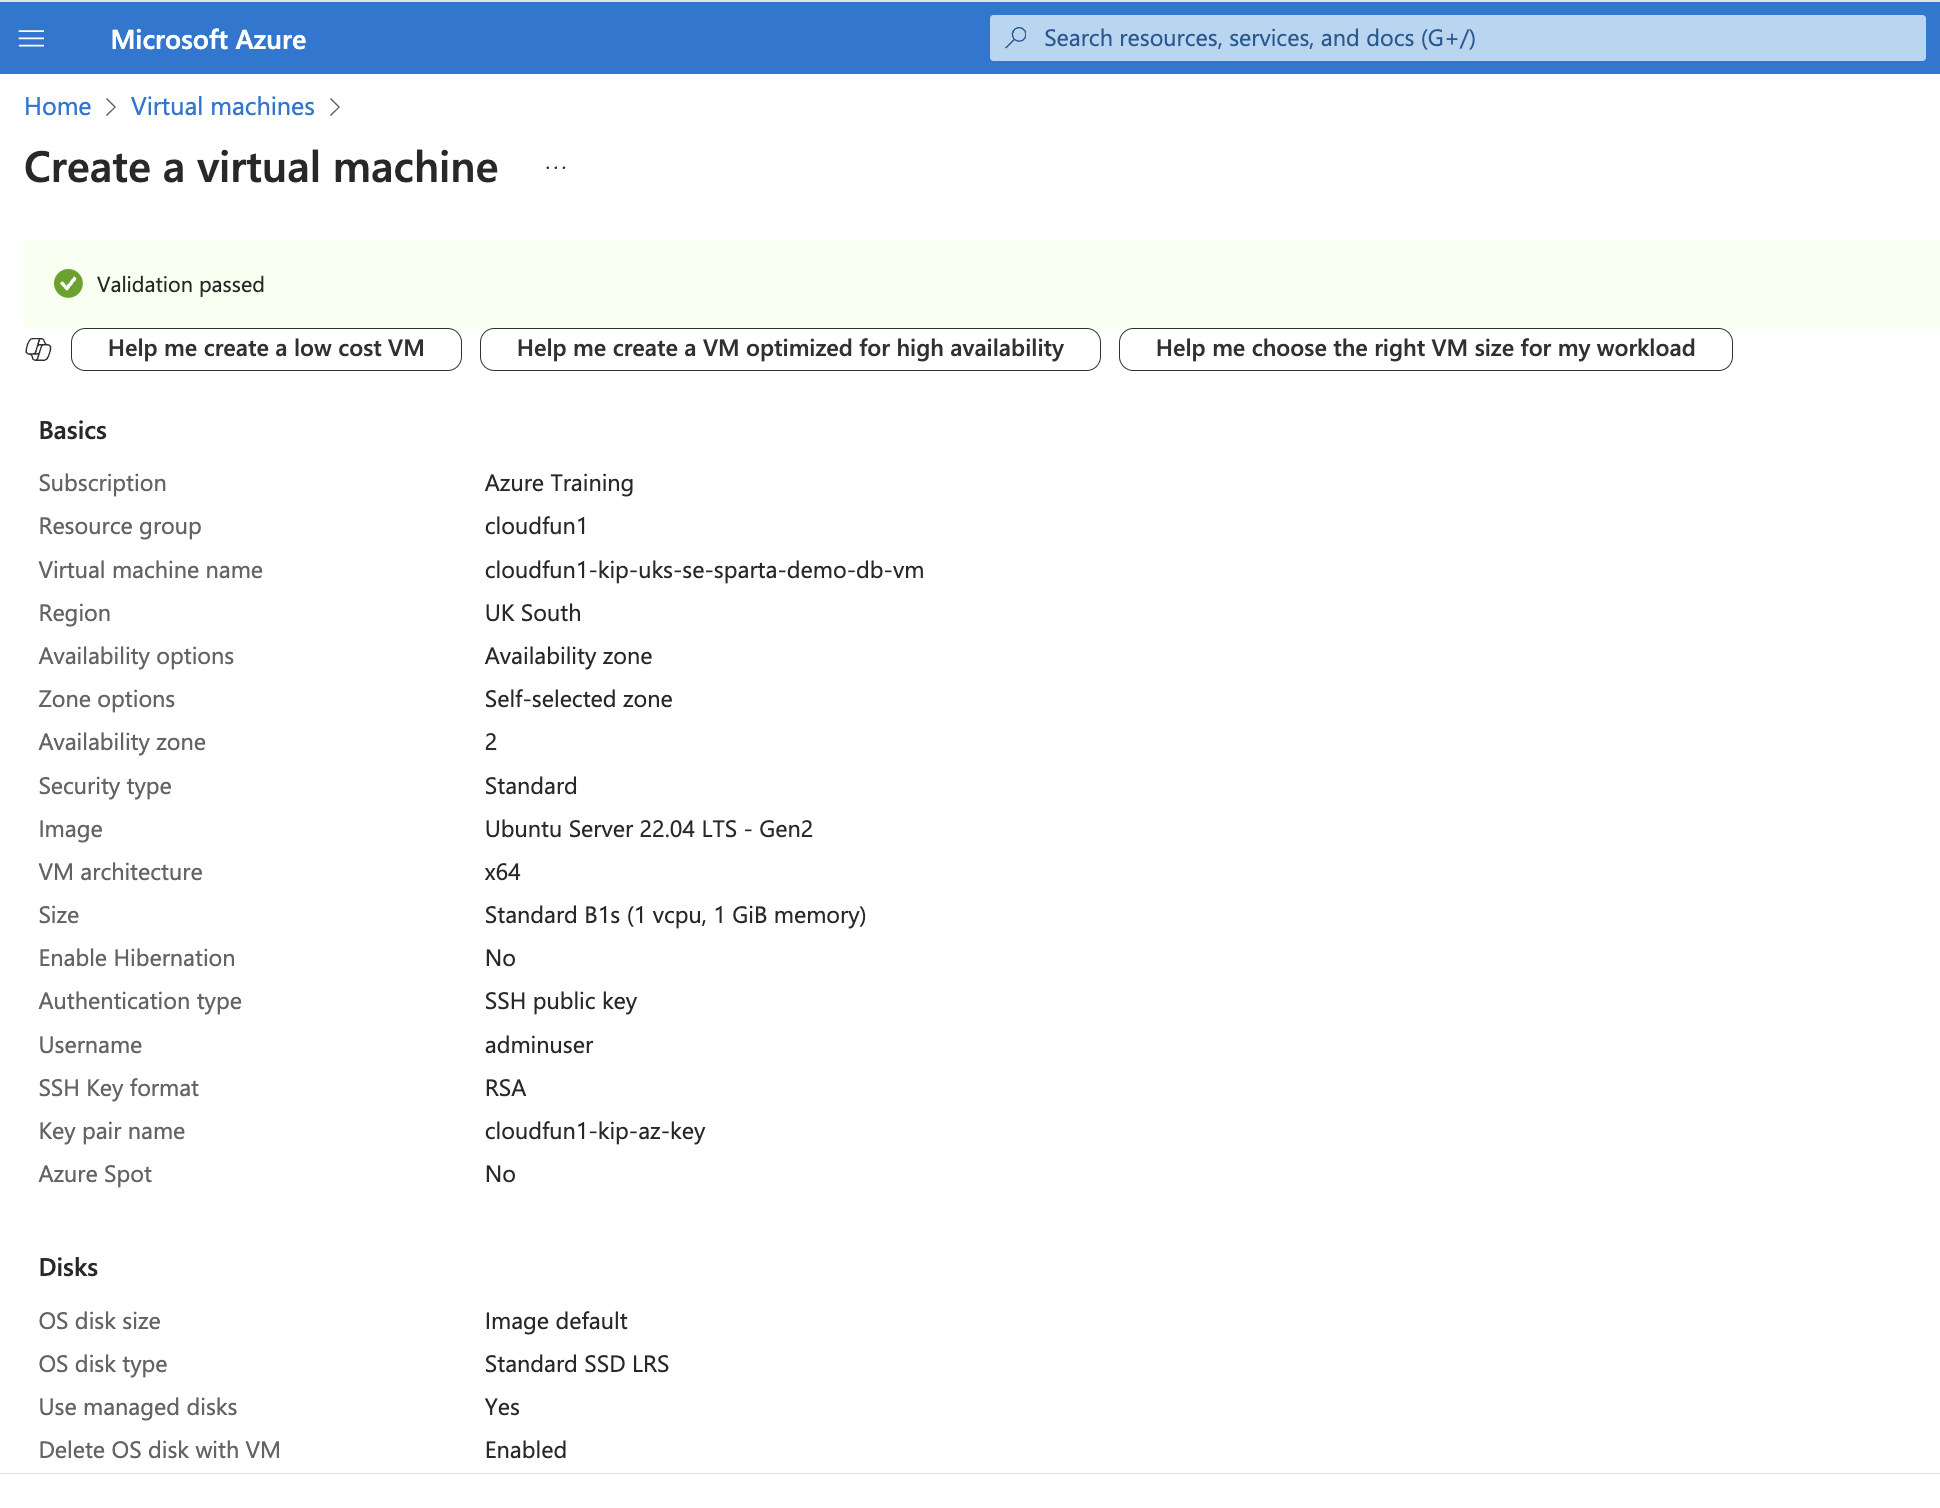 Microsoft Azure
Search resources, services, and docs (G+/)
Home > Virtual machines >
Create a virtual machine ...
Validation passed
Help me create a low cost VM
Help me create a VM optimized for high availability
Help me choose the right VM size for my workload
Basics
Subscription Azure Training
Resource group cloudfun1
Virtual machine name cloudfun1-kip-uks-se-sparta-demo-db-vm
Region UK South
Availability options Availability zone
Zone options Self-selected zone
Availability zone 2
Security type Standard
Image Ubuntu Server 22.04 LTS - Gen2
VM architecture x64
Size Standard B1s (1 vcpu, 1 GiB memory)
Enable Hibernation No
Authentication type SSH public key
Username adminuser
SSH Key format RSA
Key pair name cloudfun1-kip-az-key
Azure Spot No
Disks
OS disk size Image default
OS disk type Standard SSD LRS
Use managed disks Yes
Delete OS disk with VM Enabled